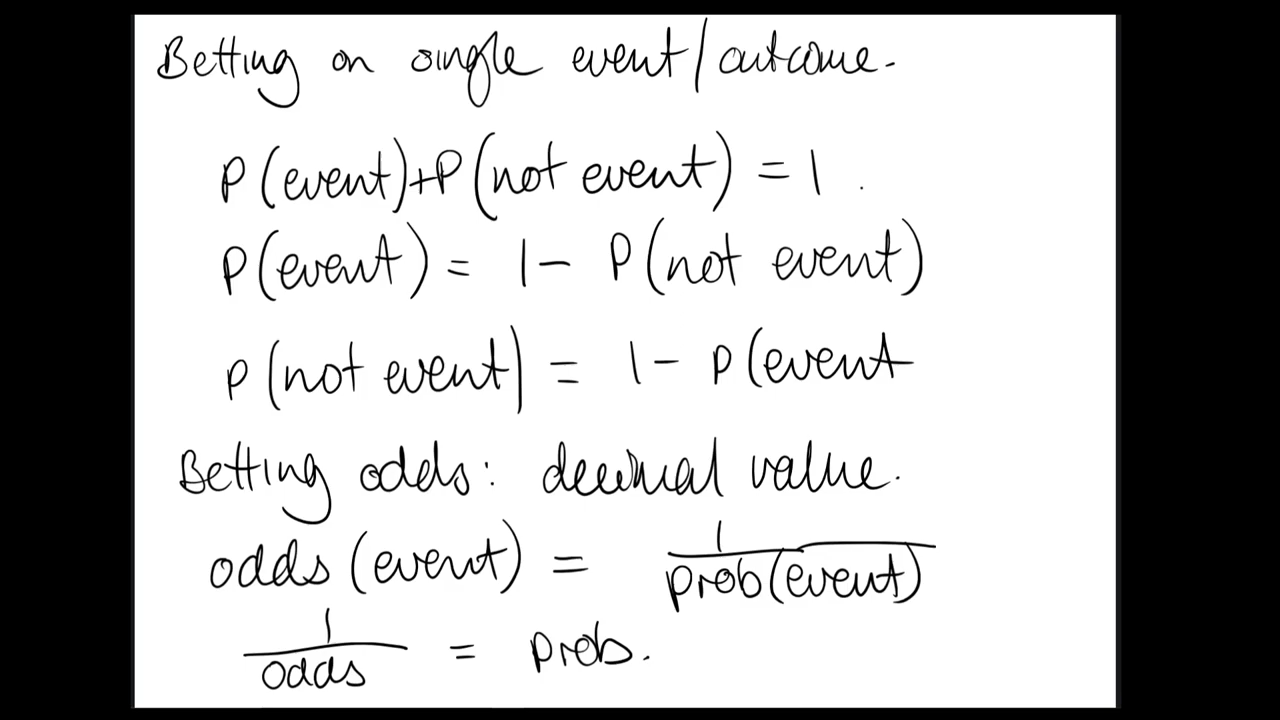 Betting on single event/outcome.
P(event)+P(not event) = 1.
P(event) = 1 - P(not event)
P(not event) = 1 - P(event
Betting odds: decimal value.
odds (event) = 1
prob(event)
1
odds = prob.